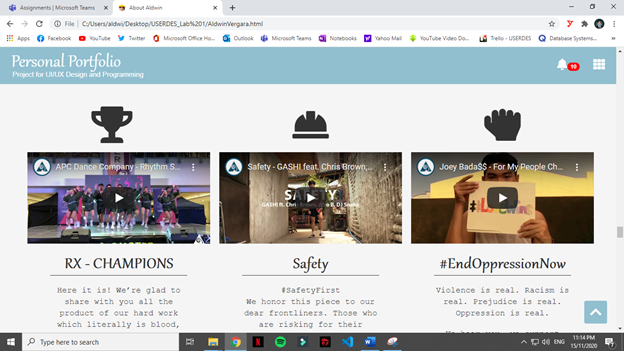 Assignments | Microsoft Teams
About Aldwin
File | C:/Users/aldwi/Desktop/USERDES_Lab%201/AldwinVergara.html
Apps
Facebook
YouTube
Twitter
Microsoft Office Ho...
Outlook
Microsoft Teams
Notebooks
Yahoo Mail
YouTube Video Do...
Trello - USERDES
Database Systems...
»
Personal Portfolio
Project for UI/UX Design and Programming
10
APC Dance Company - Rhythm S...
Safety - GASHI feat. Chris Brown,...
SAFETY
Joey Bada$$ - For My People Ch...
RX - CHAMPIONS
Here it is! We're glad to
share with you all the
product of our hard work
which literally is blood,
Safety
#SafetyFirst
We honor this piece to our
dear frontliners. Those who
are risking for their
#EndOppressionNow
Violence is real. Racism is
real. Prejudice is real.
Oppression is real.
Type here to search
ENG
11:14 PM
15/11/2020